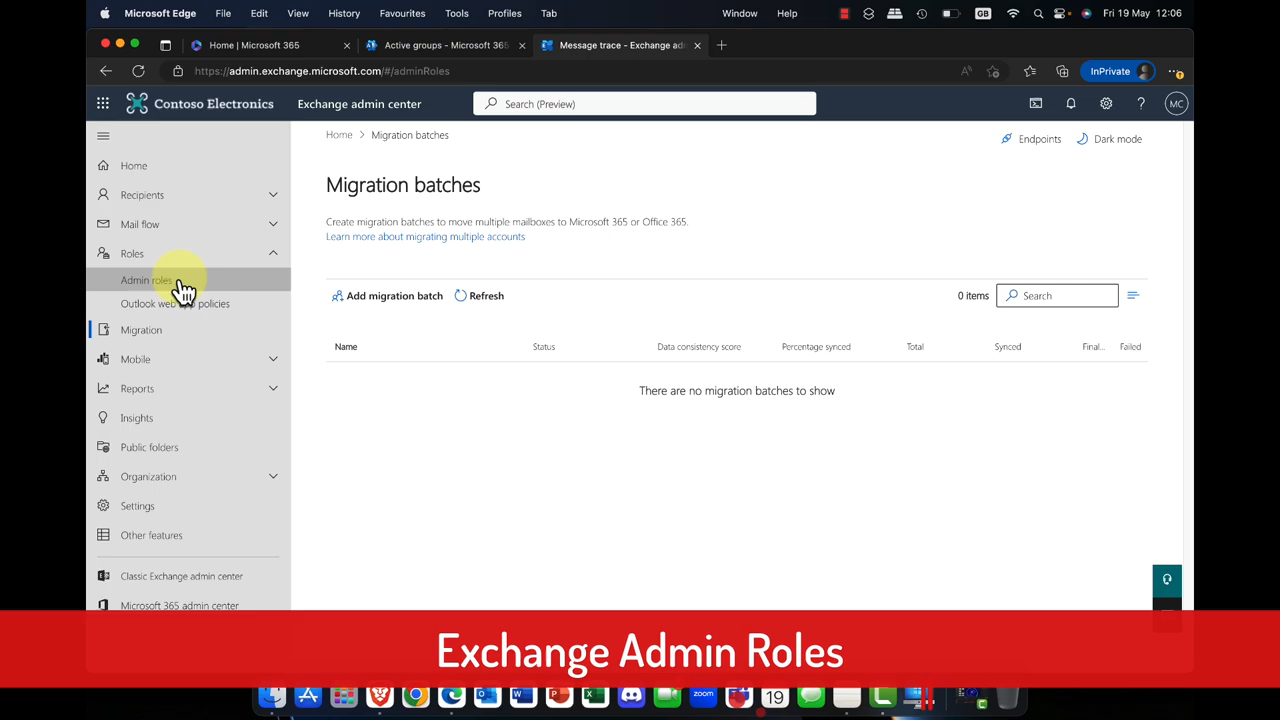 Microsoft Edge File Edit View History Favourites Tools Profiles Tab Window Help GB Fri 19 May 12:06
Home | Microsoft 365 Active groups - Microsoft 365 Message trace - Exchange adm
https://admin.exchange.microsoft.com/#/adminRoles InPrivate
Contoso Electronics Exchange admin center Search (Preview) MC
Home > Migration batches Endpoints Dark mode
Home
Recipients
Mail flow
Roles
Admin roles
Outlook web policies
Migration
Mobile
Reports
Insights
Public folders
Organization
Settings
Other features
Classic Exchange admin center
Microsoft 365 admin center
Migration batches
Create migration batches to move multiple mailboxes to Microsoft 365 or Office 365.
Learn more about migrating multiple accounts
Add migration batch Refresh 0 items Search
Name Status Data consistency score Percentage synced Total Synced Final... Failed
There are no migration batches to show
Exchange Admin Roles
zoom 19